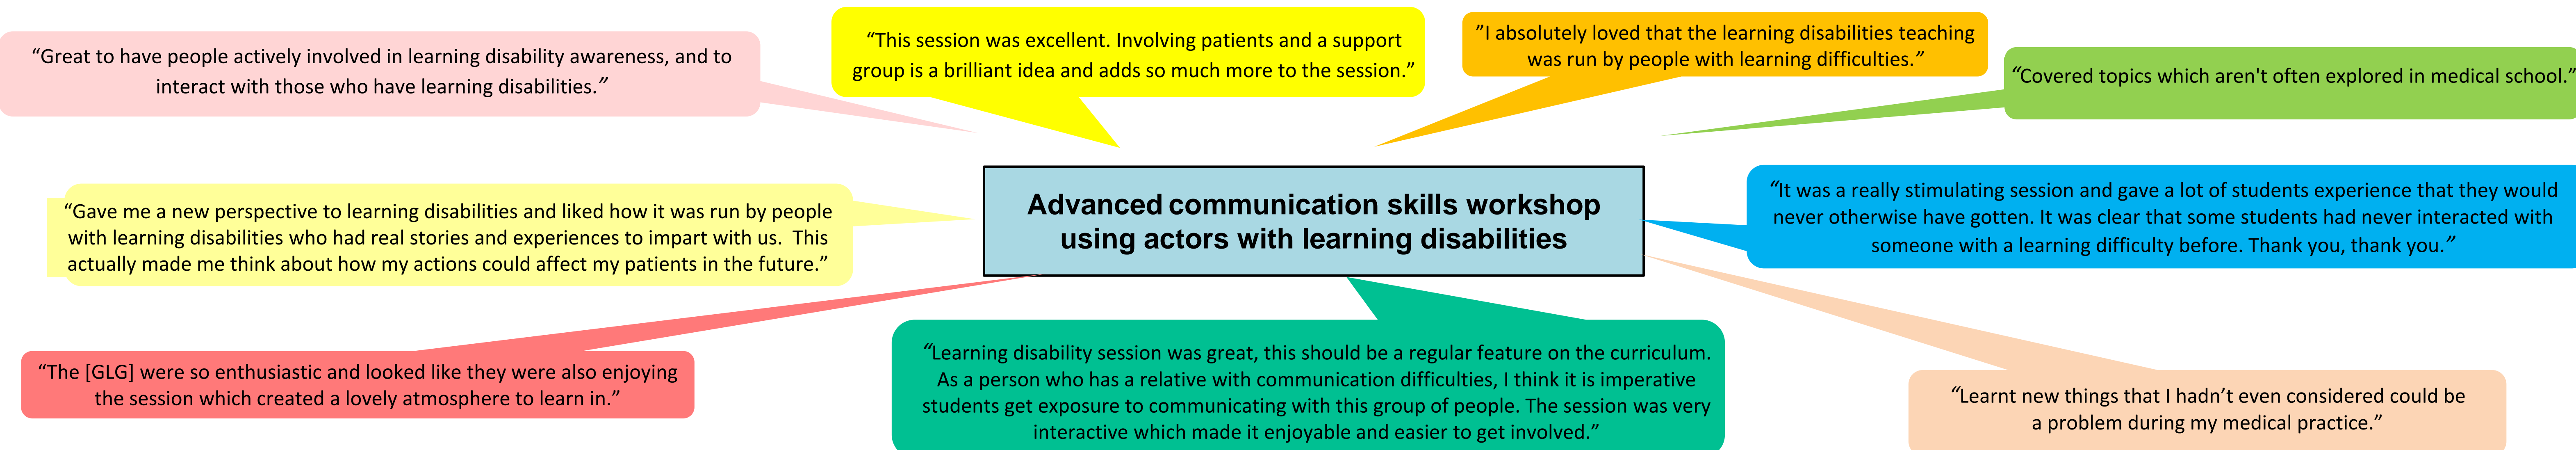 “Great to have people actively involved in learning disability awareness, and to
interact with those who have learning disabilities.”
“This session was excellent. Involving patients and a support
group is a brilliant idea and adds so much more to the session.”
”I absolutely loved that the learning disabilities teaching
was run by people with learning difficulties.”
“Covered topics which aren't often explored in medical school.”
“Gave me a new perspective to learning disabilities and liked how it was run by people
with learning disabilities who had real stories and experiences to impart with us.  This
actually made me think about how my actions could affect my patients in the future.”
Advanced communication skills workshop
using actors with learning disabilities
“It was a really stimulating session and gave a lot of students experience that they would
never otherwise have gotten. It was clear that some students had never interacted with
someone with a learning difficulty before. Thank you, thank you.”
“The [GLG] were so enthusiastic and looked like they were also enjoying
the session which created a lovely atmosphere to learn in.”
“Learning disability session was great, this should be a regular feature on the curriculum.
As a person who has a relative with communication difficulties, I think it is imperative
students get exposure to communicating with this group of people. The session was very
interactive which made it enjoyable and easier to get involved.”
“Learnt new things that I hadn’t even considered could be
a problem during my medical practice.”